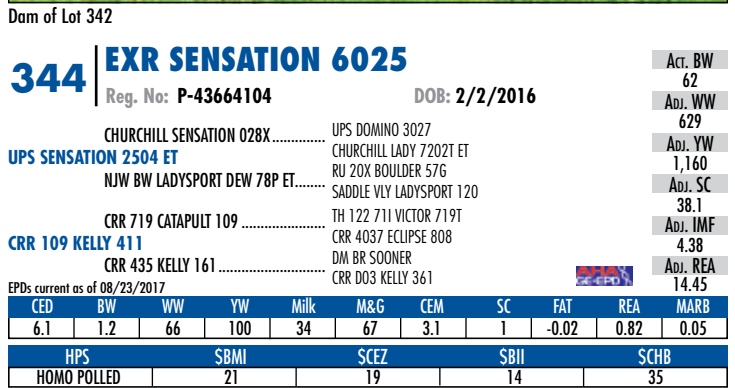 Dam of Lot 342
344
EXR SENSATION 6025
Reg. No: P-43664104 DOB: 2/2/2016
CHURCHILL SENSATION 028X.............. UPS DOMINO 3027
CHURCHILL LADY 7202T ET
UPS SENSATION 2504 ET
NJW BW LADYSPORT DEW 78P ET........ RU 20X BOULDER 57G
SADDLE VLY LADYSPORT 120
CRR 719 CATAPULT 109 ...................... TH 122 71I VICTOR 719T
CRR 4037 ECLIPSE 808
CRR 109 KELLY 411
CRR 435 KELLY 161............................ DM BR SOONER
CRR D03 KELLY 361
ACT. BW
62
ADJ. WW
629
ADJ. YW
1,160
ADJ. SC
38.1
ADJ. IMF
4.38
ADJ. REA
14.45
AHA
GE-EPD
EPDs current as of 08/23/2017
CED BW WW YW Milk M&G CEM SC FAT REA MARB
6.1 1.2 66 100 34 67 3.1 1 -0.02 0.82 0.05
HPS $BMI $CEZ $BII $CHB
HOMO POLLED 21 19 14 35